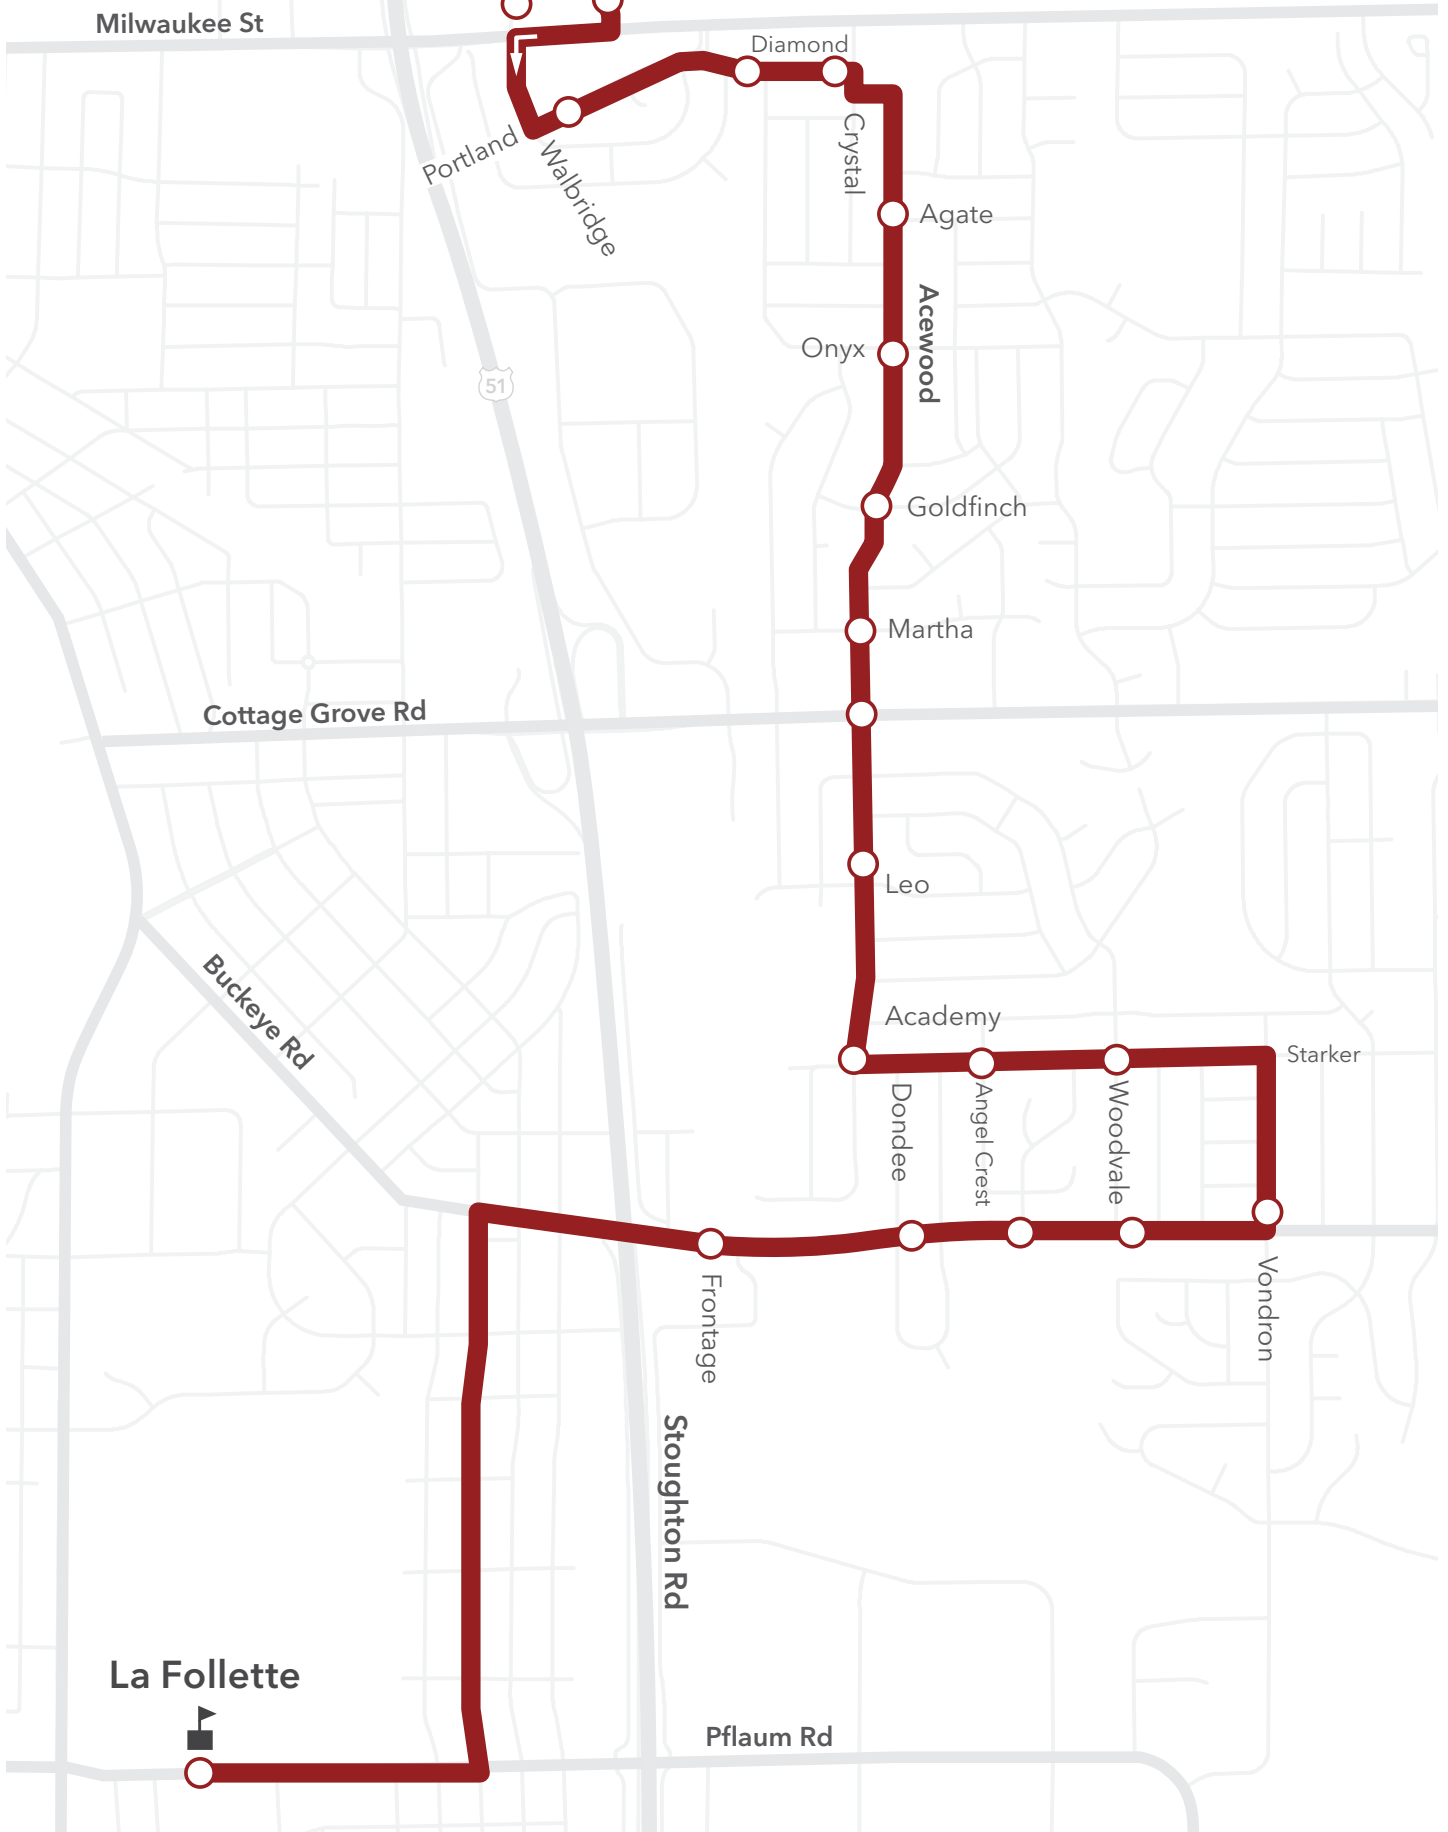 Milwaukee St
Diamond
Portland
Walbridge
Crystal
Agate
Acewood
Onyx
51
Goldfinch
Martha
Cottage Grove Rd
Leo
Buckeye Rd
Academy
Starker
Dondee
Angel Crest
Woodvale
Frontage
Vondron
Stoughton Rd
La Follette
Pflaum Rd